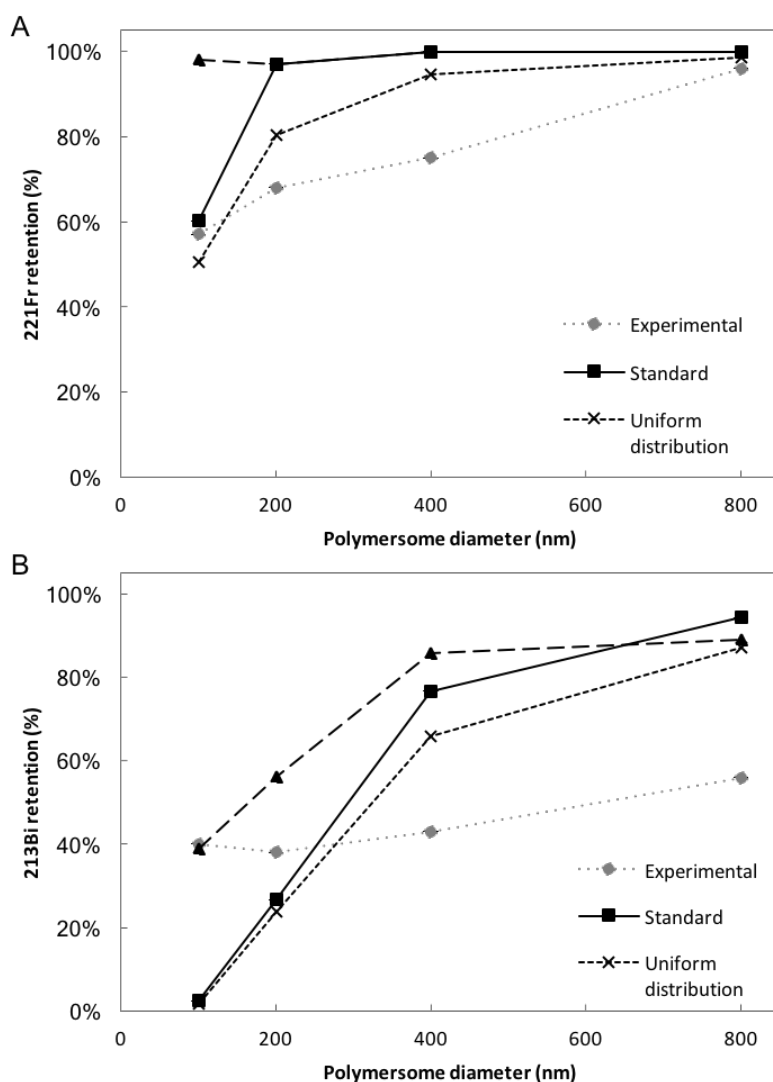 A
100%
80%
60%
40%
20%
0%
221Fr retention (%)
Experimental
Standard
Uniform
distribution
0
200
400
600
800
Polymersome diameter (nm)
B
100%
80%
60%
40%
20%
0%
213Bi retention (%)
Experimental
Standard
Uniform
distribution
0
200
400
600
800
Polymersome diameter (nm)